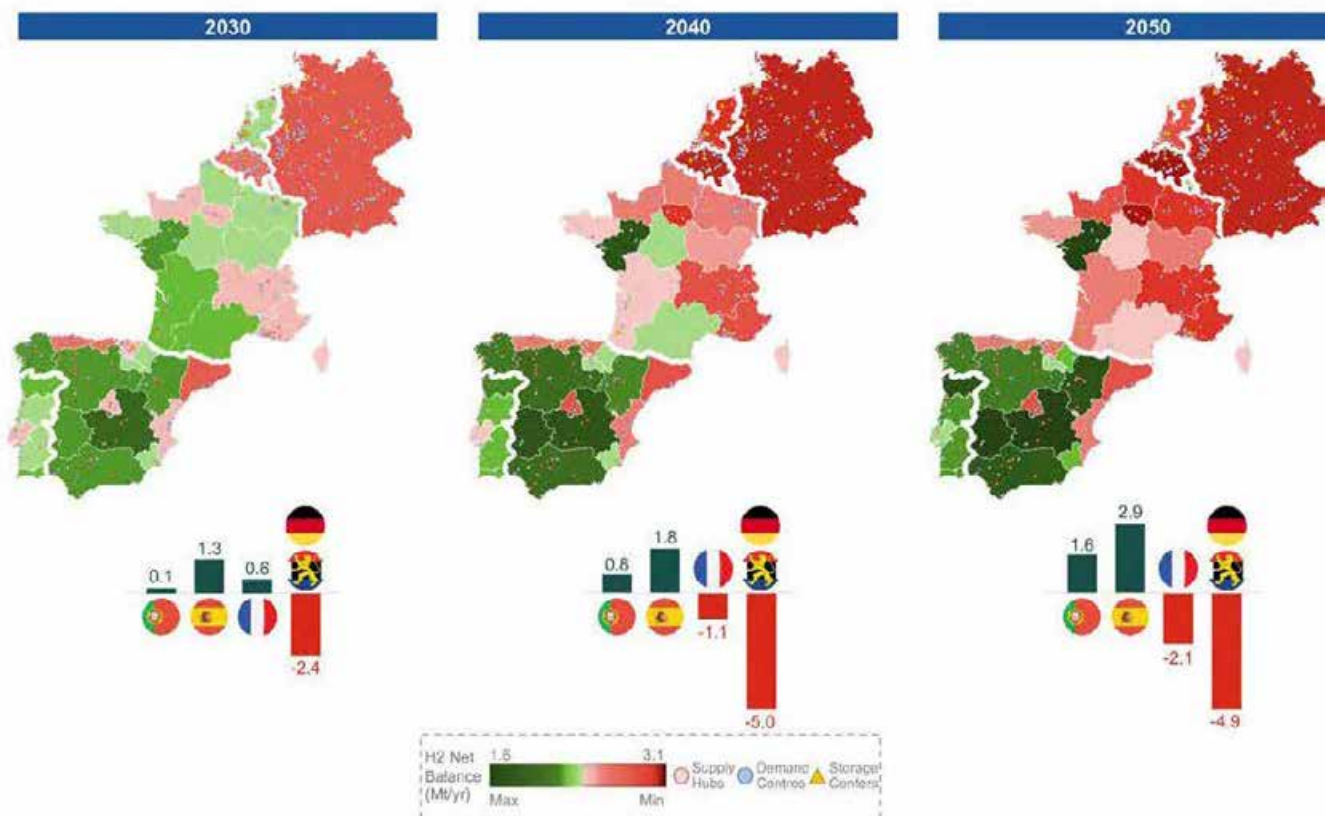 2030
2040
2050
0.1
1.3
0.6
-2.4
0.8
1.8
-1.1
-5.0
1.6
2.9
-2.1
-4.9
H2 Net
Balance
(Mt/yr)
1.6
3.1
Max
Min
Supply
Hubs
Demand
Centres
Storage
Centers